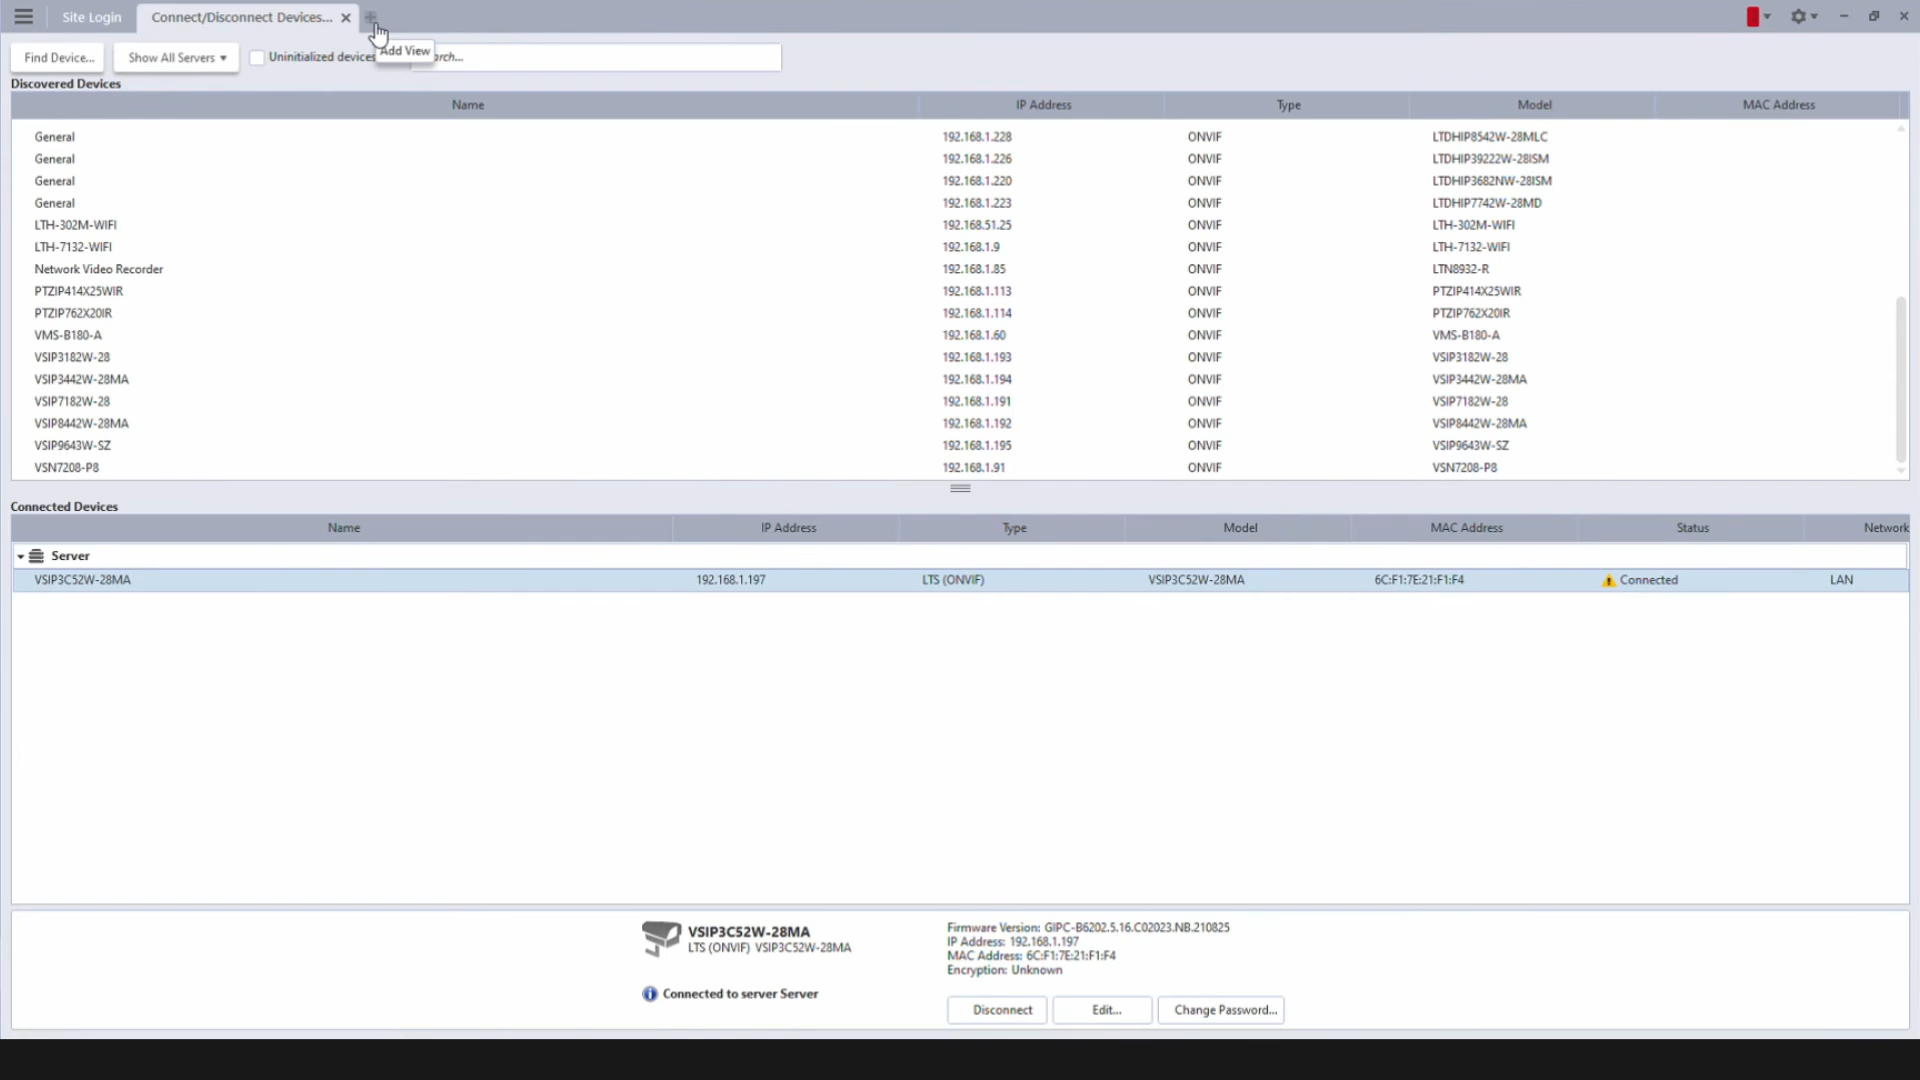 Site Login Connect/Disconnect Devices...
Find Device... Show All Servers Uninitialized devices Add View
Discovered Devices
Name IP Address Type Model MAC Address
General 192.168.1.228 ONVIF LTDHIP8542W-28MLC
General 192.168.1.226 ONVIF LTDHIP39222W-28ISM
General 192.168.1.220 ONVIF LTDHIP3682NW-28ISM
General 192.168.1.223 ONVIF LTDHIP7742W-28MD
LTH-302M-WIFI 192.168.51.25 ONVIF LTH-302M-WIFI
LTH-7132-WIFI 192.168.1.9 ONVIF LTH-7132-WIFI
Network Video Recorder 192.168.1.85 ONVIF LTN8932-R
PTZIP414X25WIR 192.168.1.113 ONVIF PTZIP414X25WIR
PTZIP762X20IR 192.168.1.114 ONVIF PTZIP762X20IR
VMS-B180-A 192.168.1.60 ONVIF VMS-B180-A
VSIP3182W-28 192.168.1.193 ONVIF VSIP3182W-28
VSIP3442W-28MA 192.168.1.194 ONVIF VSIP3442W-28MA
VSIP7182W-28 192.168.1.191 ONVIF VSIP7182W-28
VSIP8442W-28MA 192.168.1.192 ONVIF VSIP8442W-28MA
VSIP9643W-SZ 192.168.1.195 ONVIF VSIP9643W-SZ
VSN7208-P8 192.168.1.91 ONVIF VSN7208-P8
Connected Devices
Name IP Address Type Model MAC Address Status Network
Server
VSIP3C52W-28MA 192.168.1.197 LTS (ONVIF) VSIP3C52W-28MA 6C:F1:7E:21:F1:F4 Connected LAN
VSIP3C52W-28MA
LTS (ONVIF) VSIP3C52W-28MA
Connected to server Server
Firmware Version: GIPC-B6202.5.16.C02023.NB.210825
IP Address: 192.168.1.197
MAC Address: 6C:F1:7E:21:F1:F4
Encryption: Unknown
Disconnect Edit... Change Password...